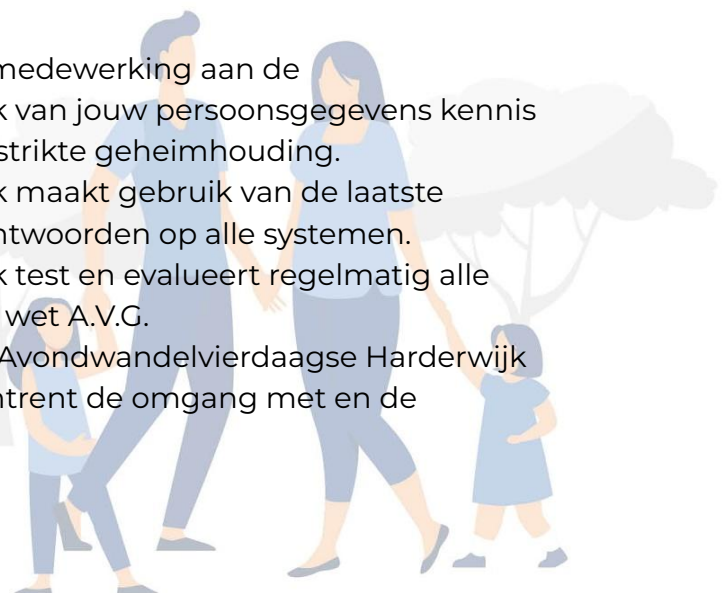 medewerking aan de
k van jouw persoonsgegevens kennis
strikte geheimhouding.
k maakt gebruik van de laatste
ntwoorden op alle systemen.
k test en evalueert regelmatig alle
wet A.V.G.
Avondwandelvierdaagse Harderwijk
ntrent de omgang met en de